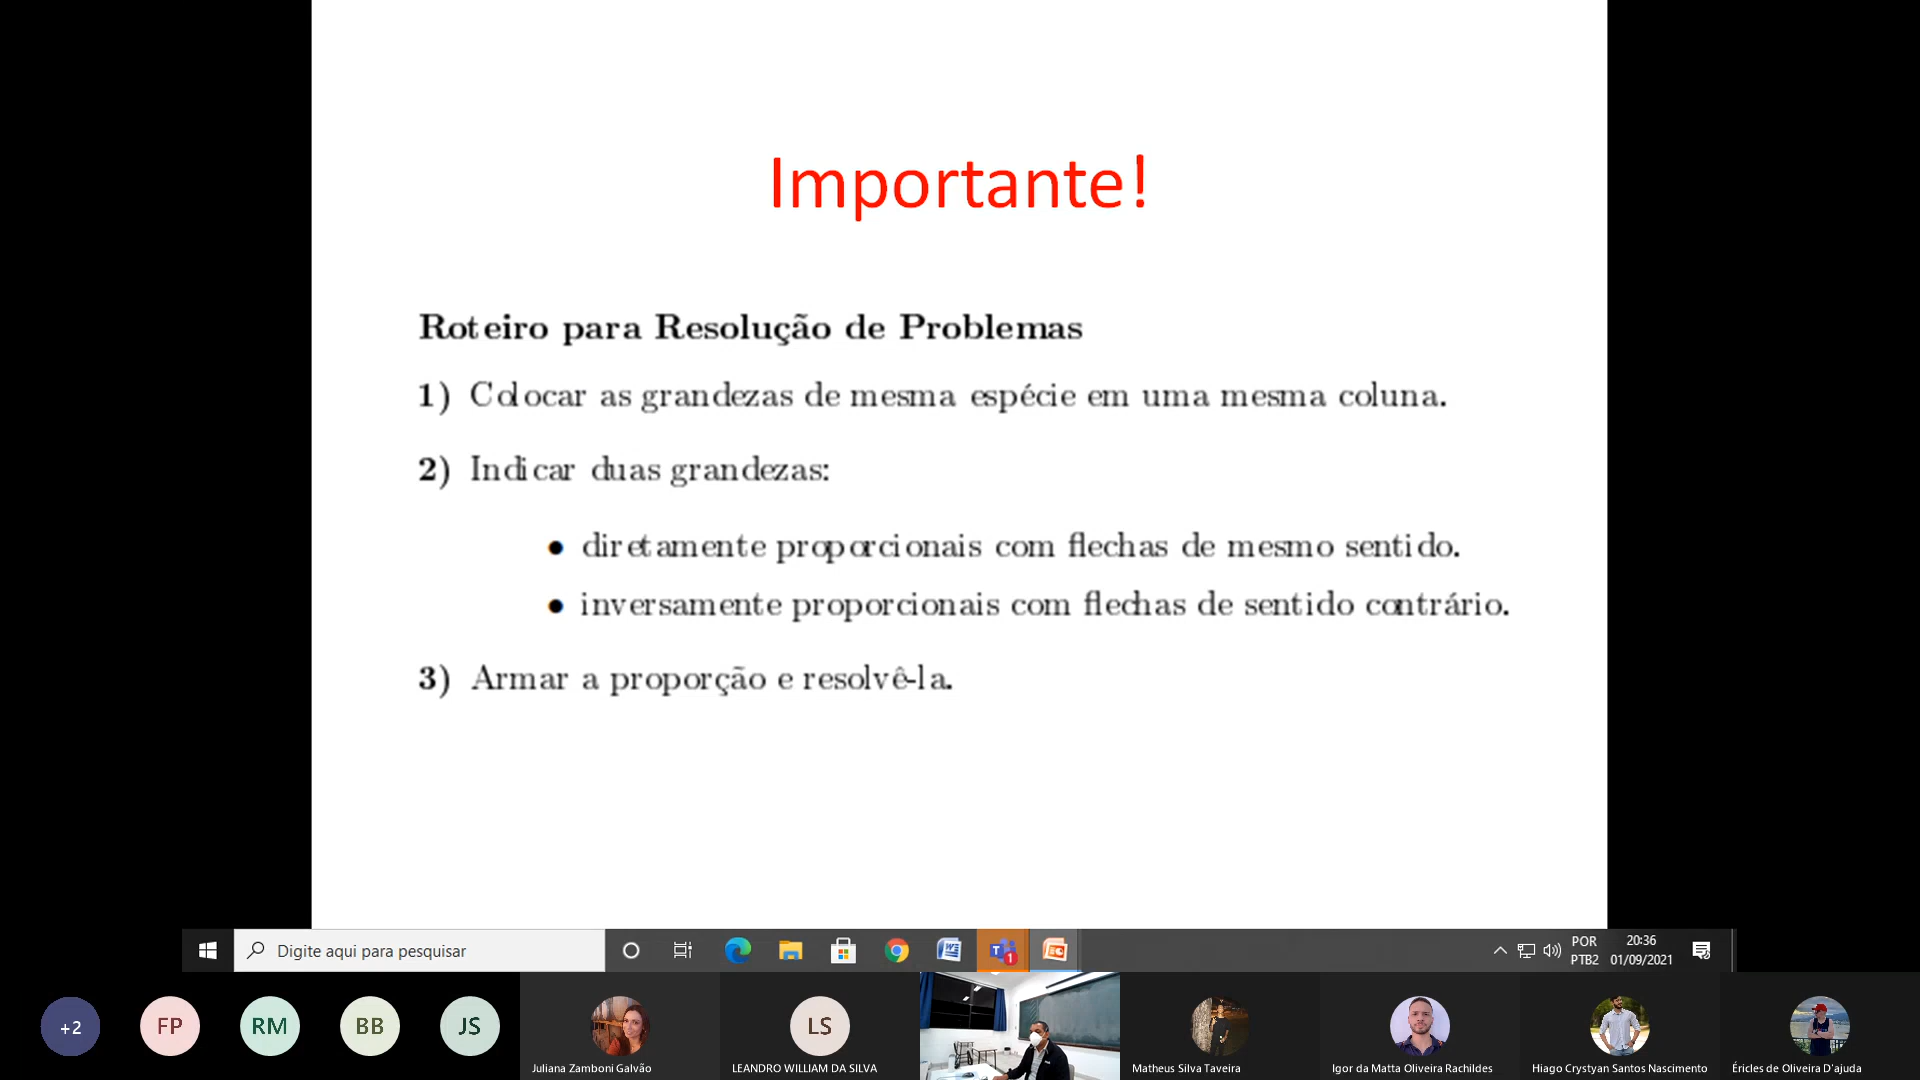 Importante!
Roteiro para Resolução de Problemas
1) Colocar as grandezas de mesma espécie em uma mesma coluna.
2) Indicar duas grandezas:
• diretamente proporcionais com flechas de mesmo sentido.
• inversamente proporcionais com flechas de sentido contrário.
3) Armar a proporção e resolvê-la.
Digite aqui para pesquisar
1
POR
PTB2
20:36
01/09/2021
+2
FP
RM
BB
JS
LS
Juliana Zamboni Galvão
LEANDRO WILLIAM DA SILVA
Matheus Silva Taveira
Igor da Matta Oliveira Rachildes
Hiago Crystyan Santos Nascimento
Éricles de Oliveira D'ajuda